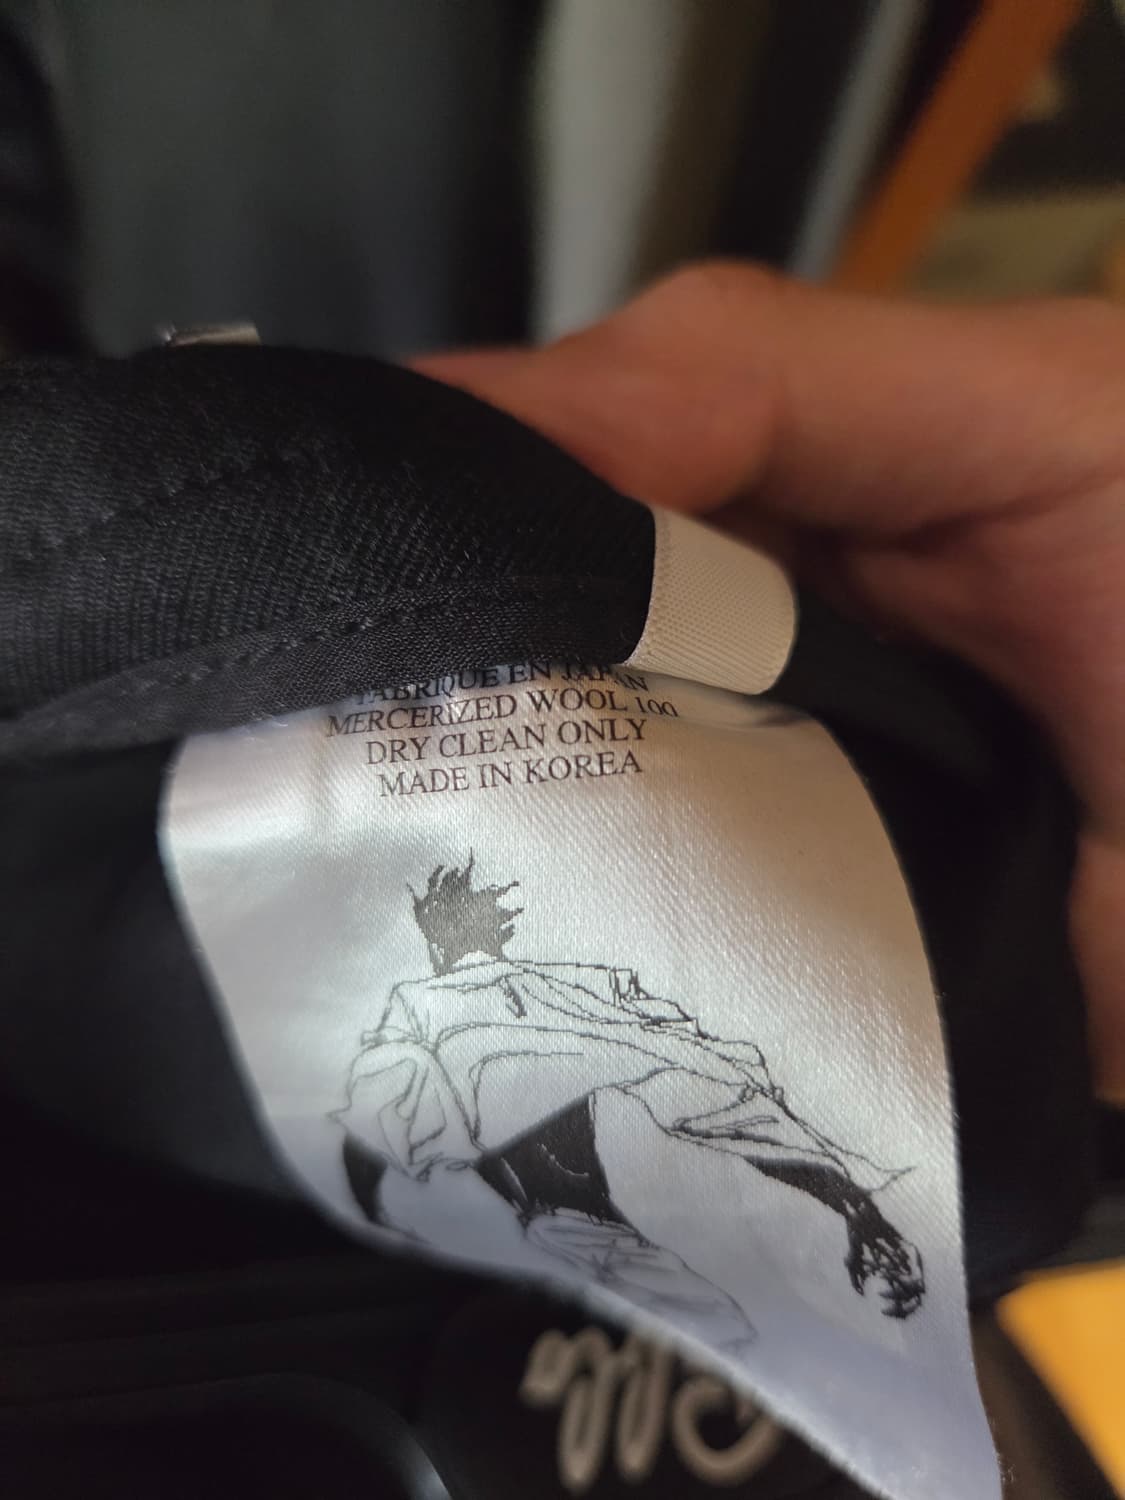 FABRIQUE EN JAPAN
MERCERIZED WOOL 100
DRY CLEAN ONLY
MADE IN KOREA